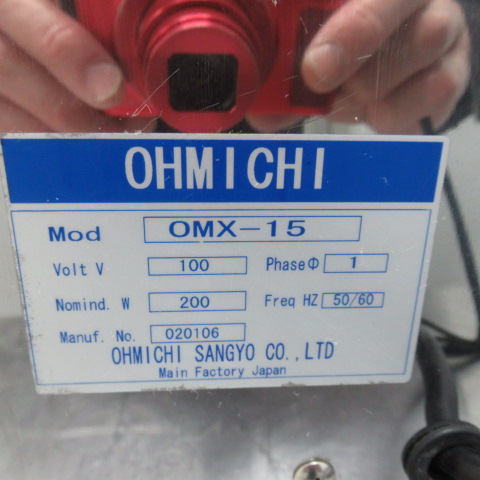 OHMICHI
Mod OMX-15
Volt V 100 Phase Φ 1
Nomind. W 200 Freq HZ 50/60
Manuf. No. 020106
OHMICHI SANGYO CO.,LTD
Main Factory Japan